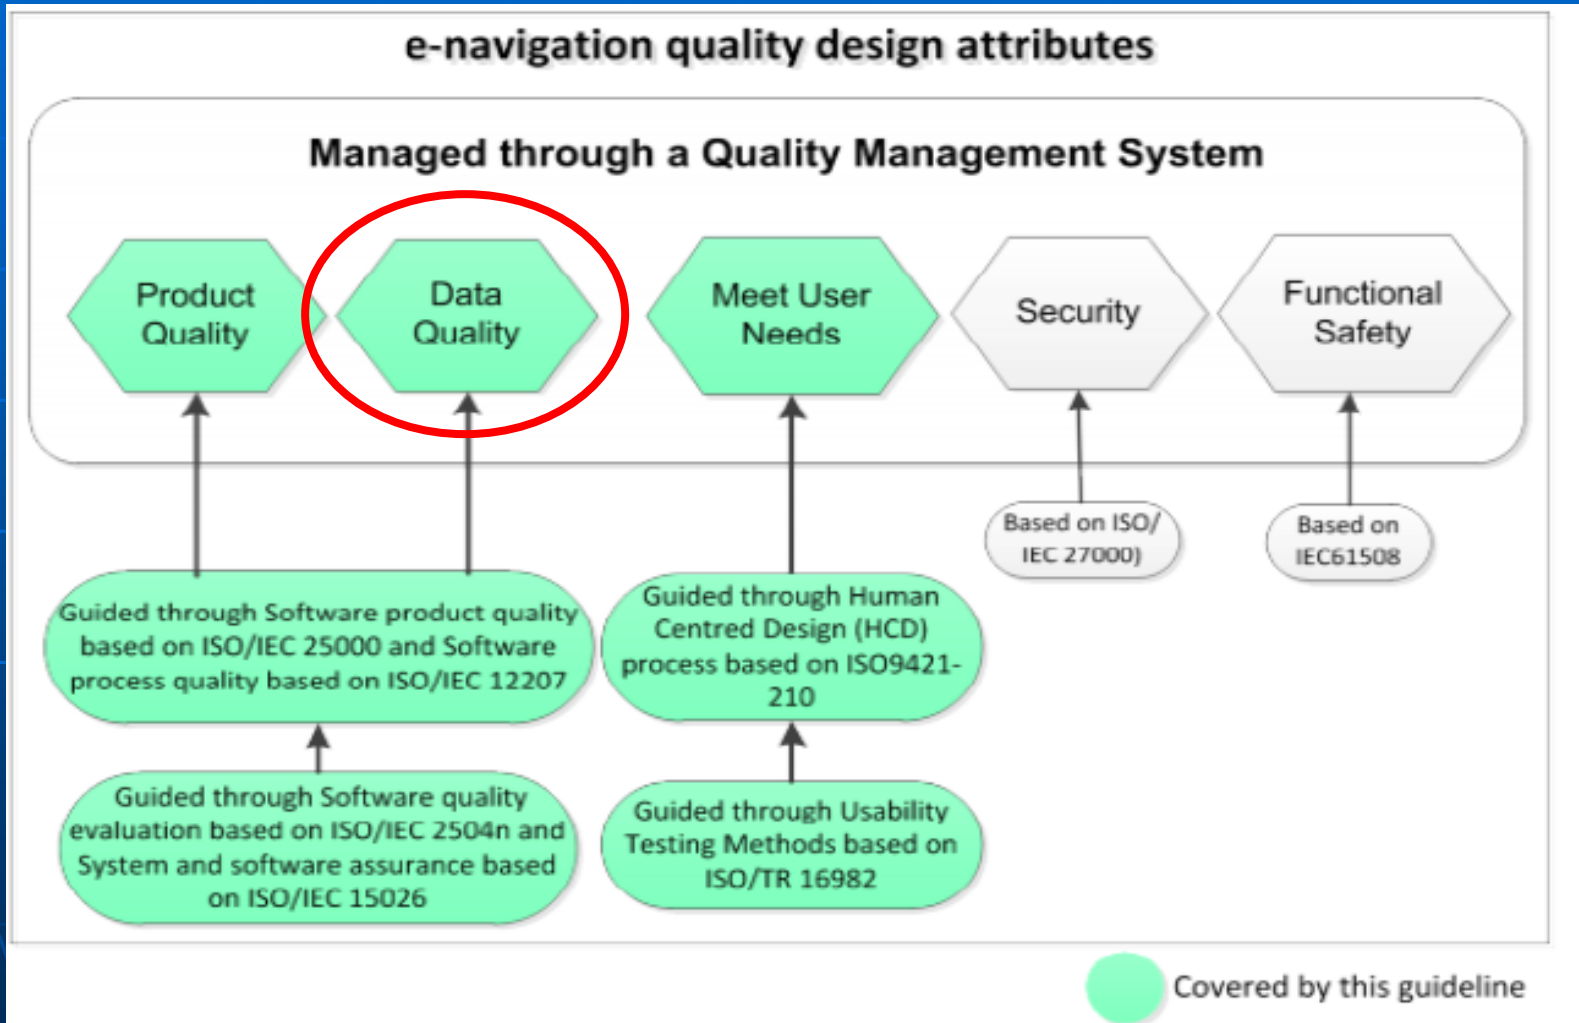 e-navigation quality design attributes
Managed through a Quality Management System
Product
Quality
Data
Quality
Meet User
Needs
Security
Functional
Safety
Based on ISO/
IEC 27000)
Based on
IEC61508
Guided through Software product quality
based on ISO/IEC 25000 and Software
process quality based on ISO/IEC 12207
Guided through Human
Centred Design (HCD)
process based on ISO9421-
210
Guided through Software quality
evaluation based on ISO/IEC 2504n and
System and software assurance based
on ISO/IEC 15026
Guided through Usability
Testing Methods based on
ISO/TR 16982
Covered by this guideline